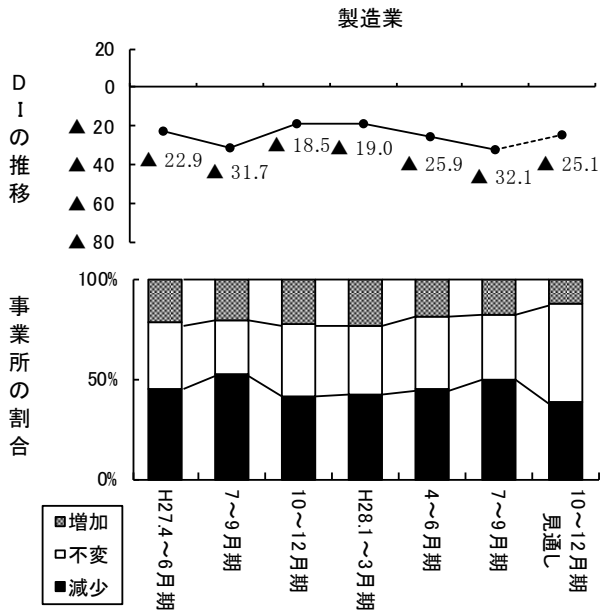 製造業
DIの推移
20
0
▲ 20
▲ 40
▲ 60
▲ 80
▲ 22.9
▲ 31.7
▲ 18.5
▲ 19.0
▲ 25.9
▲ 32.1
▲ 25.1
事業所の割合
100%
50%
0%
H27.4～6月期
7～9月期
10～12月期
H28.1～3月期
4～6月期
7～9月期
10～12月期
見通し
増加
不変
減少